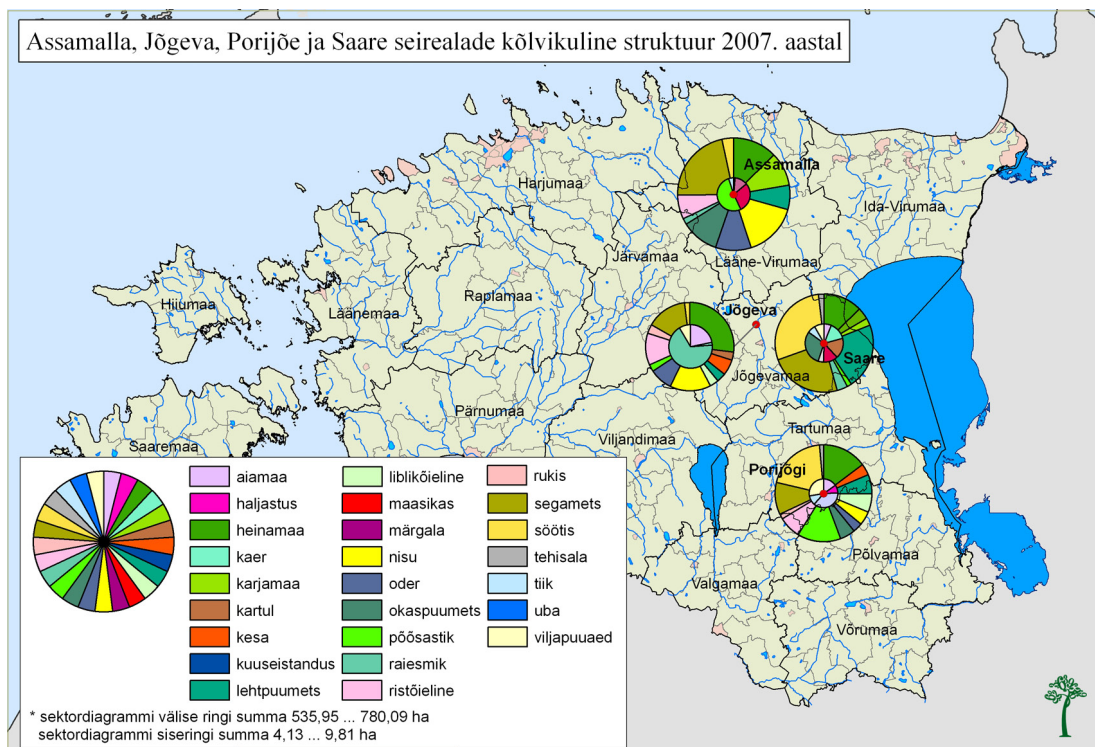 Assamalla, Jõgeva, Porijõe ja Saare seirealade kõlvikuline struktuur 2007. aastal
Assamalla
Harjumaa
Ida-Virumaa
Järvamaa
Lääne-Virumaa
Hiiumaa
Raplamaa
Läänemaa
Jõgeva
Saare
Jõgevamaa
Pärnumaa
Tartumaa
Saaremaa
Viljandimaa
Porijõgi
Põlvamaa
Valgamaa
Võrumaa
aiamaa
haljastus
heinamaa
kaer
karjamaa
kartul
kesa
kuuseistandus
lehtpuumets
liblikõieline
maasikas
märgala
nisu
oder
okaspuumets
põõsastik
raiesmik
ristõieline
rukis
segamets
söötis
tehisala
tiik
uba
viljapuuaed
* sektordiagrammi välise ringi summa 535,95 ... 780,09 ha
sektordiagrammi siseringi summa 4,13 ... 9,81 ha